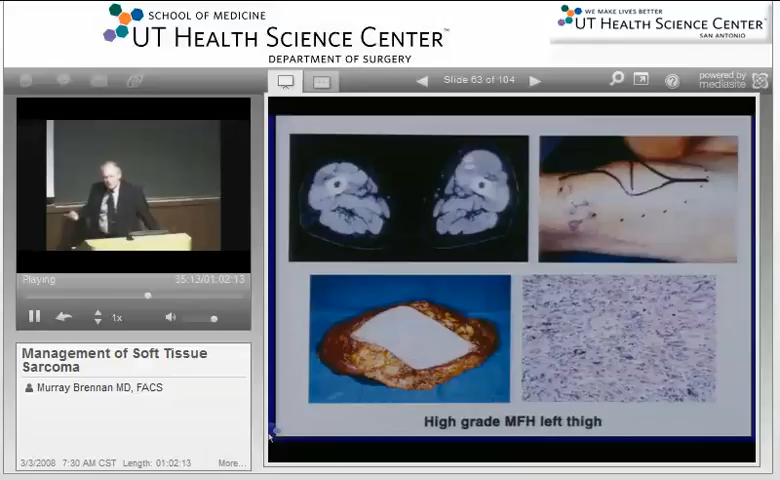 SCHOOL OF MEDICINE
UT HEALTH SCIENCE CENTER™
DEPARTMENT OF SURGERY
WE MAKE LIVES BETTER
UT HEALTH SCIENCE CENTER™
SAN ANTONIO
Slide 63 of 104
powered by
mediasite
Playing
35:13/01:02:13
1x
Management of Soft Tissue
Sarcoma
Murray Brennan MD, FACS
3/3/2008 7:30 AM CST Length: 01:02:13 More...
High grade MFH left thigh